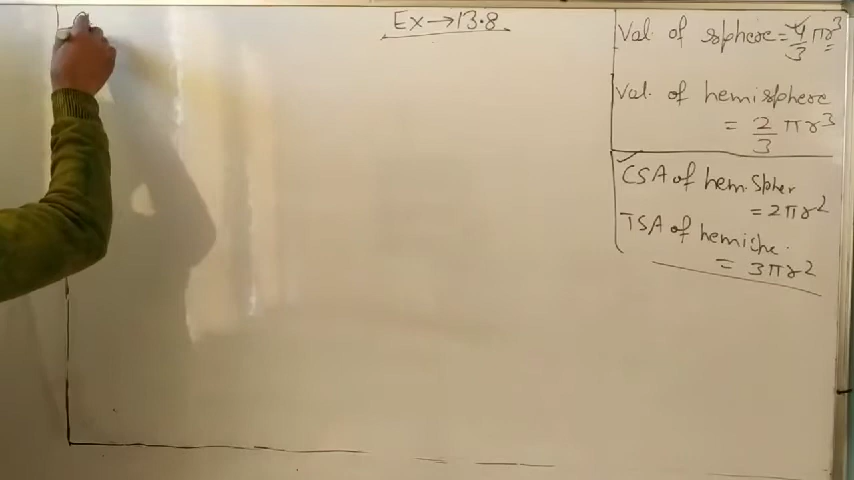 Ex→13.8
Vol. of sphere = 4/3 πr³
Vol. of hemisphere
= 2/3 πr³
CSA of hem. Spher
= 2πr²
TSA of hemishe.
= 3πr²